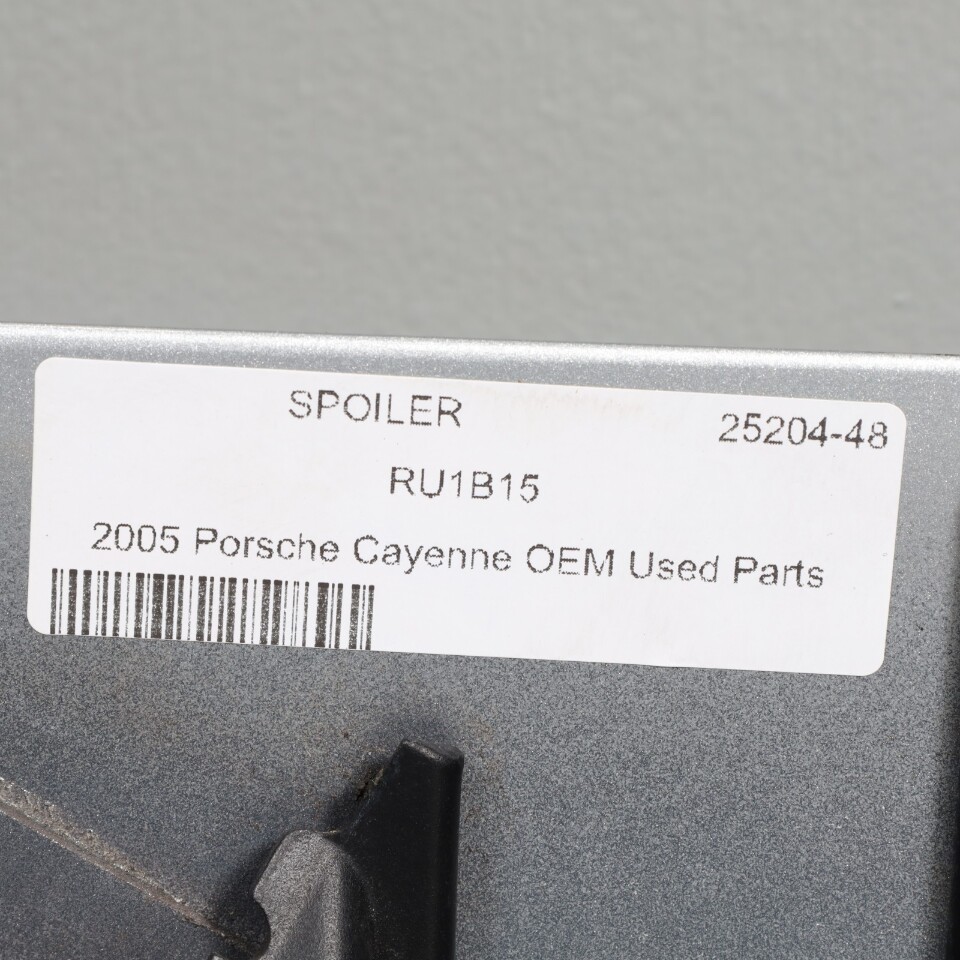 SPOILER 25204-48
RU1B15
2005 Porsche Cayenne OEM Used Parts